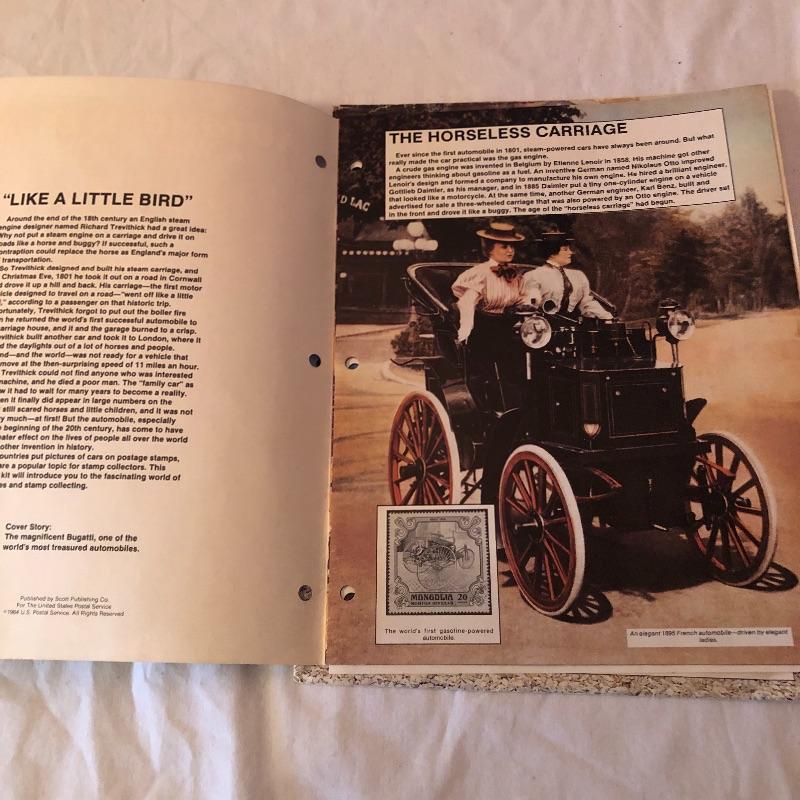 "LIKE A LITTLE BIRD"
Around the end of the 18th century an English steam
engine designer named Richard Trevithick had a great idea:
Why not put a steam engine on a carriage and drive it on
oads like a horse and buggy? If successful, such a
ontraption could replace the horse as England's major form
transportation.
So Trevithick designed and built his steam carriage, and
Christmas Eve, 1801 he took it out on a road in Cornwall
d drove it up a hill and back. His carriage—the first motor
icle designed to travel on a road—"went off like a little
," according to a passenger on that historic trip.
ortunately, Trevithick forgot to put out the boiler fire
n he returned the world's first successful automobile to
arriage house, and it and the garage burned to a crisp.
evithick built another car and took it to London, where it
d the daylights out of a lot of horses and people.
nd—and the world—was not ready for a vehicle that
move at the then-surprising speed of 11 miles an hour.
Trevithick could not find anyone who was interested
machine, and he died a poor man. The "family car" as
w it had to wait for many years to become a reality.
en it finally did appear in large numbers on the
still scared horses and little children, and it was not
ry much—at first! But the automobile, especially
e beginning of the 20th century, has come to have
eater effect on the lives of people all over the world
other invention in history.
ountries put pictures of cars on postage stamps,
are a popular topic for stamp collectors. This
kit will introduce you to the fascinating world of
es and stamp collecting.
Cover Story:
The magnificent Bugatti, one of the
world's most treasured automobiles.
Published by Scott Publishing Co.
For The United States Postal Service
©1984 U.S. Postal Service. All Rights Reserved
THE HORSELESS CARRIAGE
Ever since the first automobile in 1801, steam-powered cars have always been around. But what
really made the car practical was the gas engine.
A crude gas engine was invented in Belgium by Etienne Lenoir in 1858. His machine got other
engineers thinking about gasoline as a fuel. An inventive German named Nikolaus Otto improved
Lenoir's design and formed a company to manufacture his own engine. He hired a brilliant engineer,
Gottlieb Daimler, as his manager, and in 1885 Daimler put a tiny one-cylinder engine on a vehicle
that looked like a motorcycle. At the same time, another German engineer, Karl Benz, built and
advertised for sale a three-wheeled carriage that was also powered by an Otto engine. The driver sat
in the front and drove it like a buggy. The age of the "horseless carriage" had begun.
D LAC
MONGOLIA 20
The world's first gasoline-powered
automobile.
An elegant 1895 French automobile—driven by elegant
ladies.